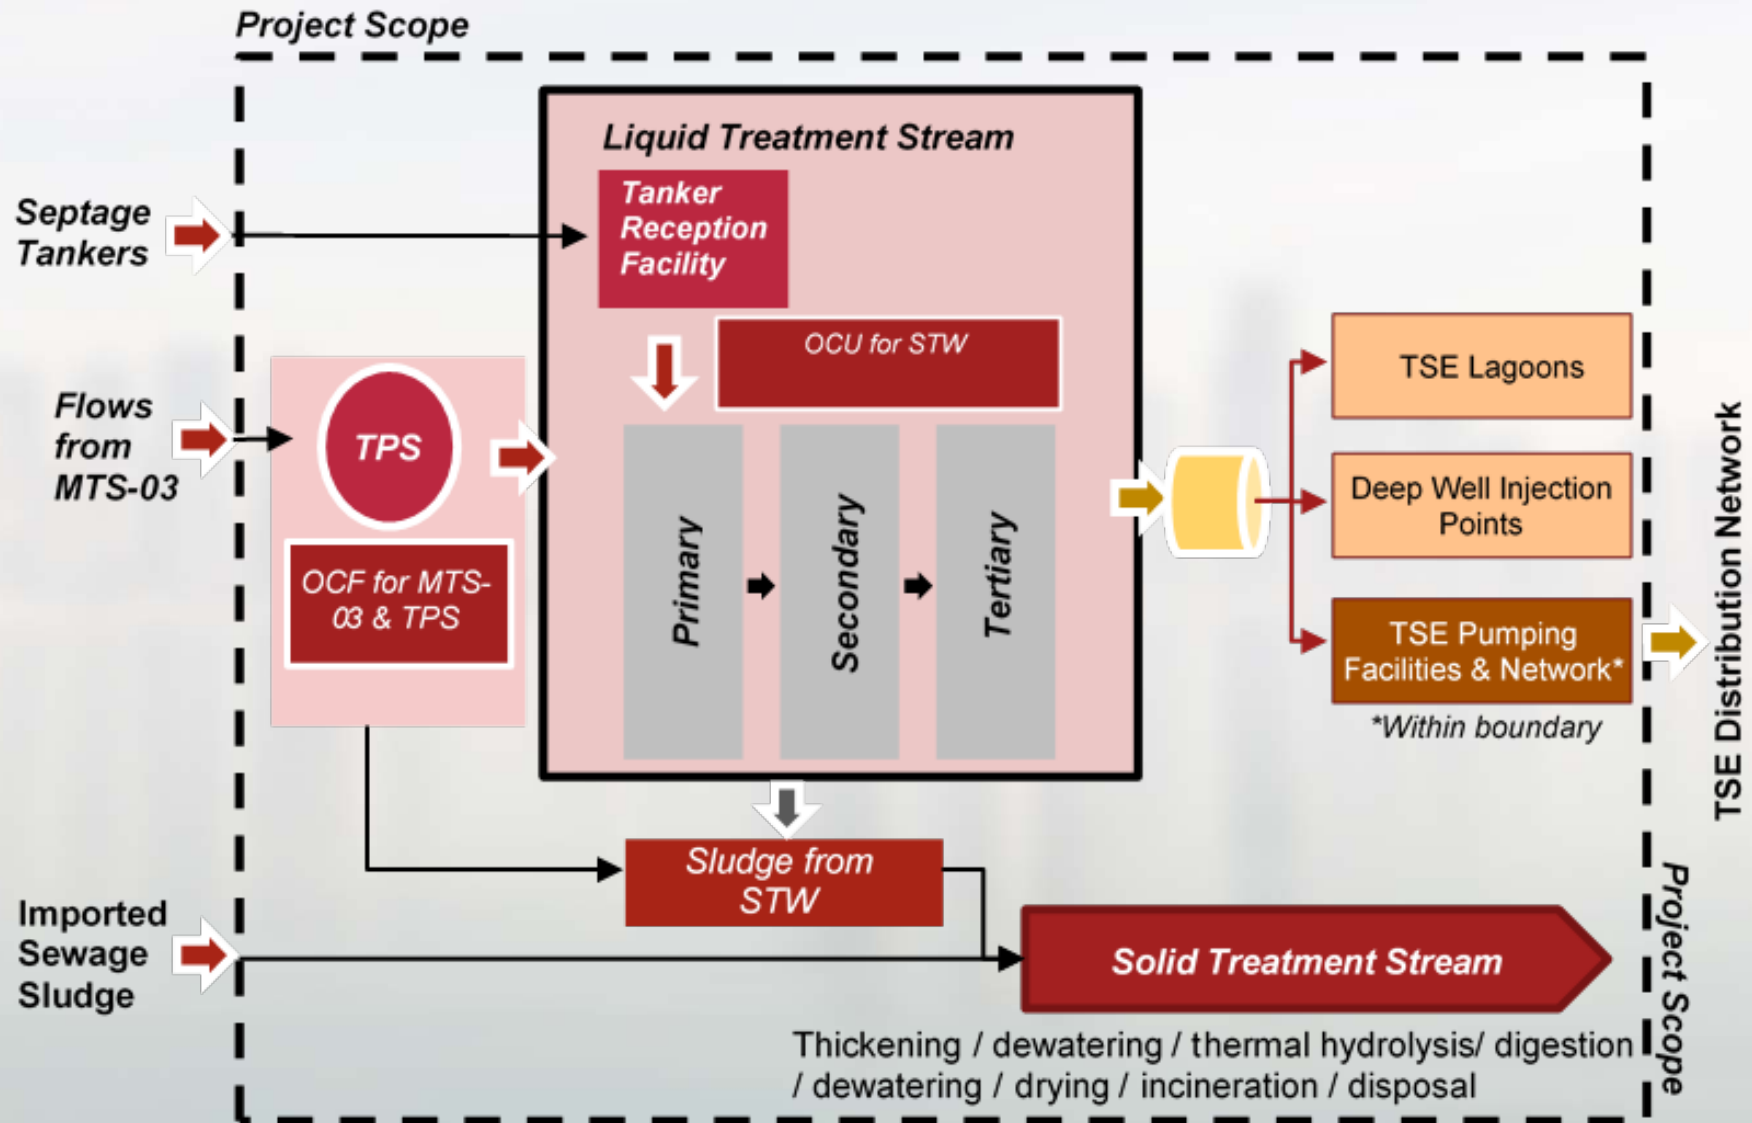 Project Scope
Liquid Treatment Stream
Septage
Tankers
Tanker
Reception
Facility
OCU for STW
Flows
from
MTS-03
TPS
OCF for MTS-
03 & TPS
Primary
Secondary
Tertiary
TSE Lagoons
Deep Well Injection
Points
TSE Pumping
Facilities & Network*
*Within boundary
TSE Distribution Network
Sludge from
STW
Imported
Sewage
Sludge
Solid Treatment Stream
Project Scope
Thickening / dewatering / thermal hydrolysis/ digestion
/ dewatering / drying / incineration / disposal